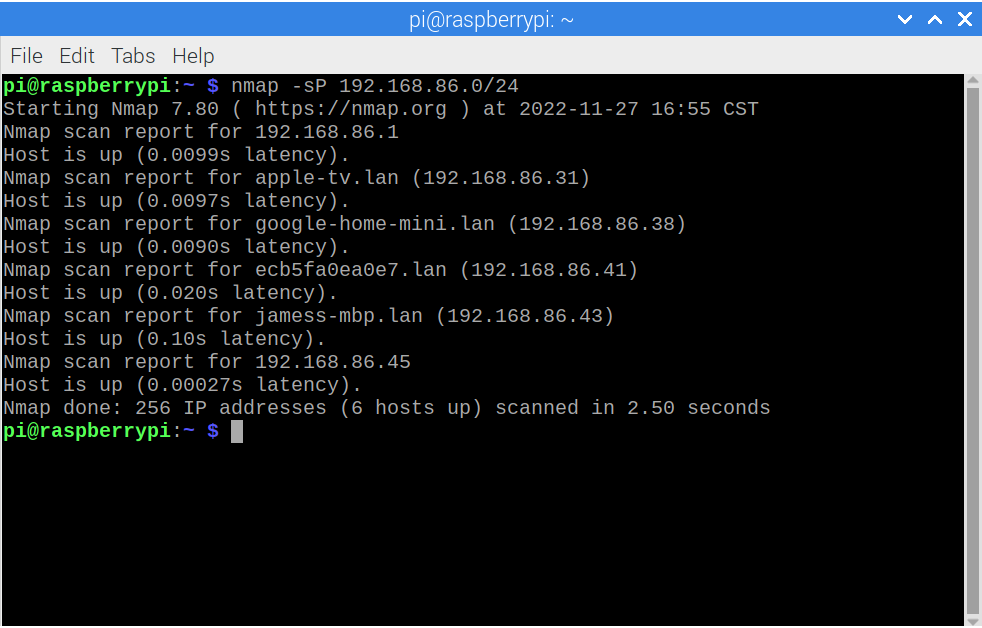 pi@raspberrypi: ~
File Edit Tabs Help
pi@raspberrypi:~ $ nmap -sP 192.168.86.0/24
Starting Nmap 7.80 ( https://nmap.org ) at 2022-11-27 16:55 CST
Nmap scan report for 192.168.86.1
Host is up (0.0099s latency).
Nmap scan report for apple-tv.lan (192.168.86.31)
Host is up (0.0097s latency).
Nmap scan report for google-home-mini.lan (192.168.86.38)
Host is up (0.0090s latency).
Nmap scan report for ecb5fa0ea0e7.lan (192.168.86.41)
Host is up (0.020s latency).
Nmap scan report for jamess-mbp.lan (192.168.86.43)
Host is up (0.10s latency).
Nmap scan report for 192.168.86.45
Host is up (0.00027s latency).
Nmap done: 256 IP addresses (6 hosts up) scanned in 2.50 seconds
pi@raspberrypi:~ $